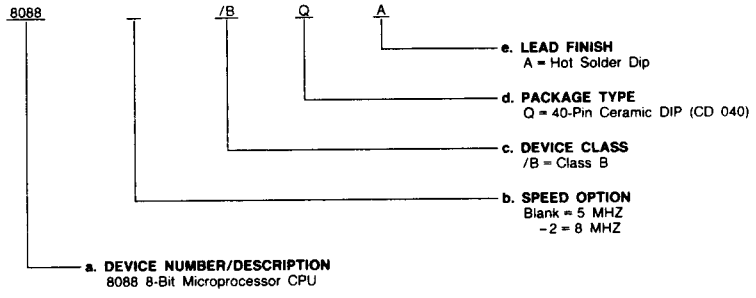 8088 /B Q A
e. LEAD FINISH
A = Hot Solder Dip
d. PACKAGE TYPE
Q = 40-Pin Ceramic DIP (CD 040)
c. DEVICE CLASS
/B = Class B
b. SPEED OPTION
Blank = 5 MHZ
-2 = 8 MHZ
a. DEVICE NUMBER/DESCRIPTION
8088 8-Bit Microprocessor CPU